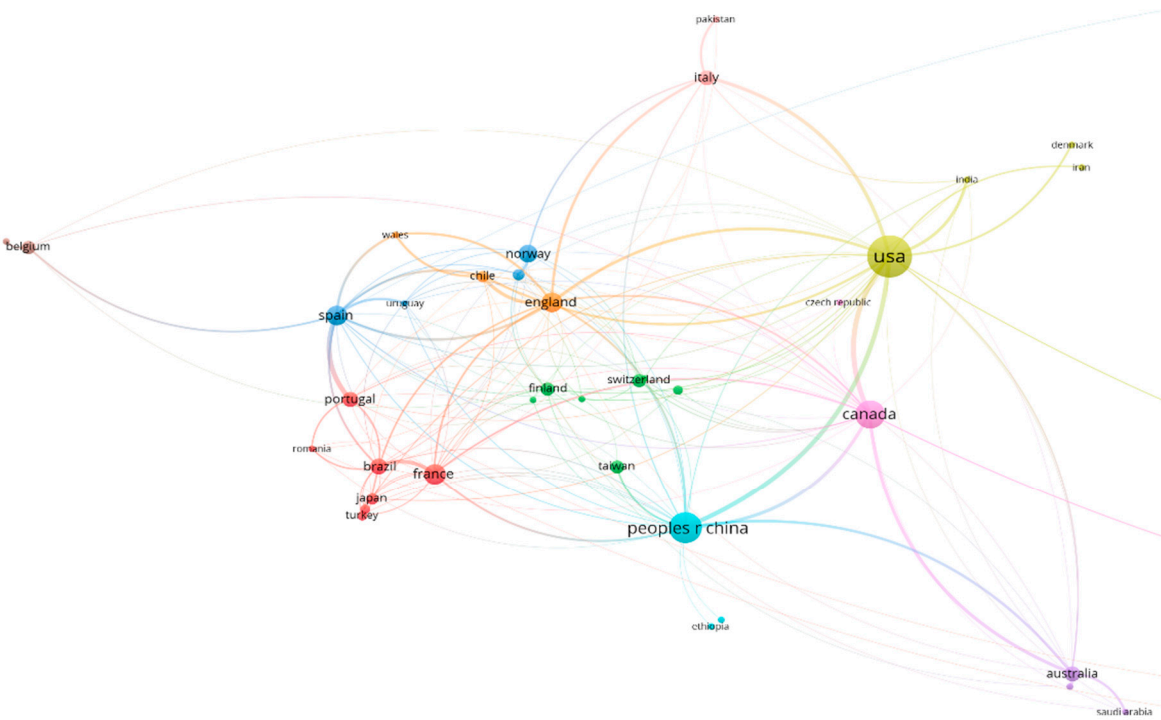 pakistan
italy
denmark
iran
india
wales
belgium
norway
usa
chile
uruguay
england
czech republic
spain
switzerland
finland
portugal
canada
romania
brazil
france
taiwan
japan
turkey
peoples r china
ethiopia
australia
saudi arabia